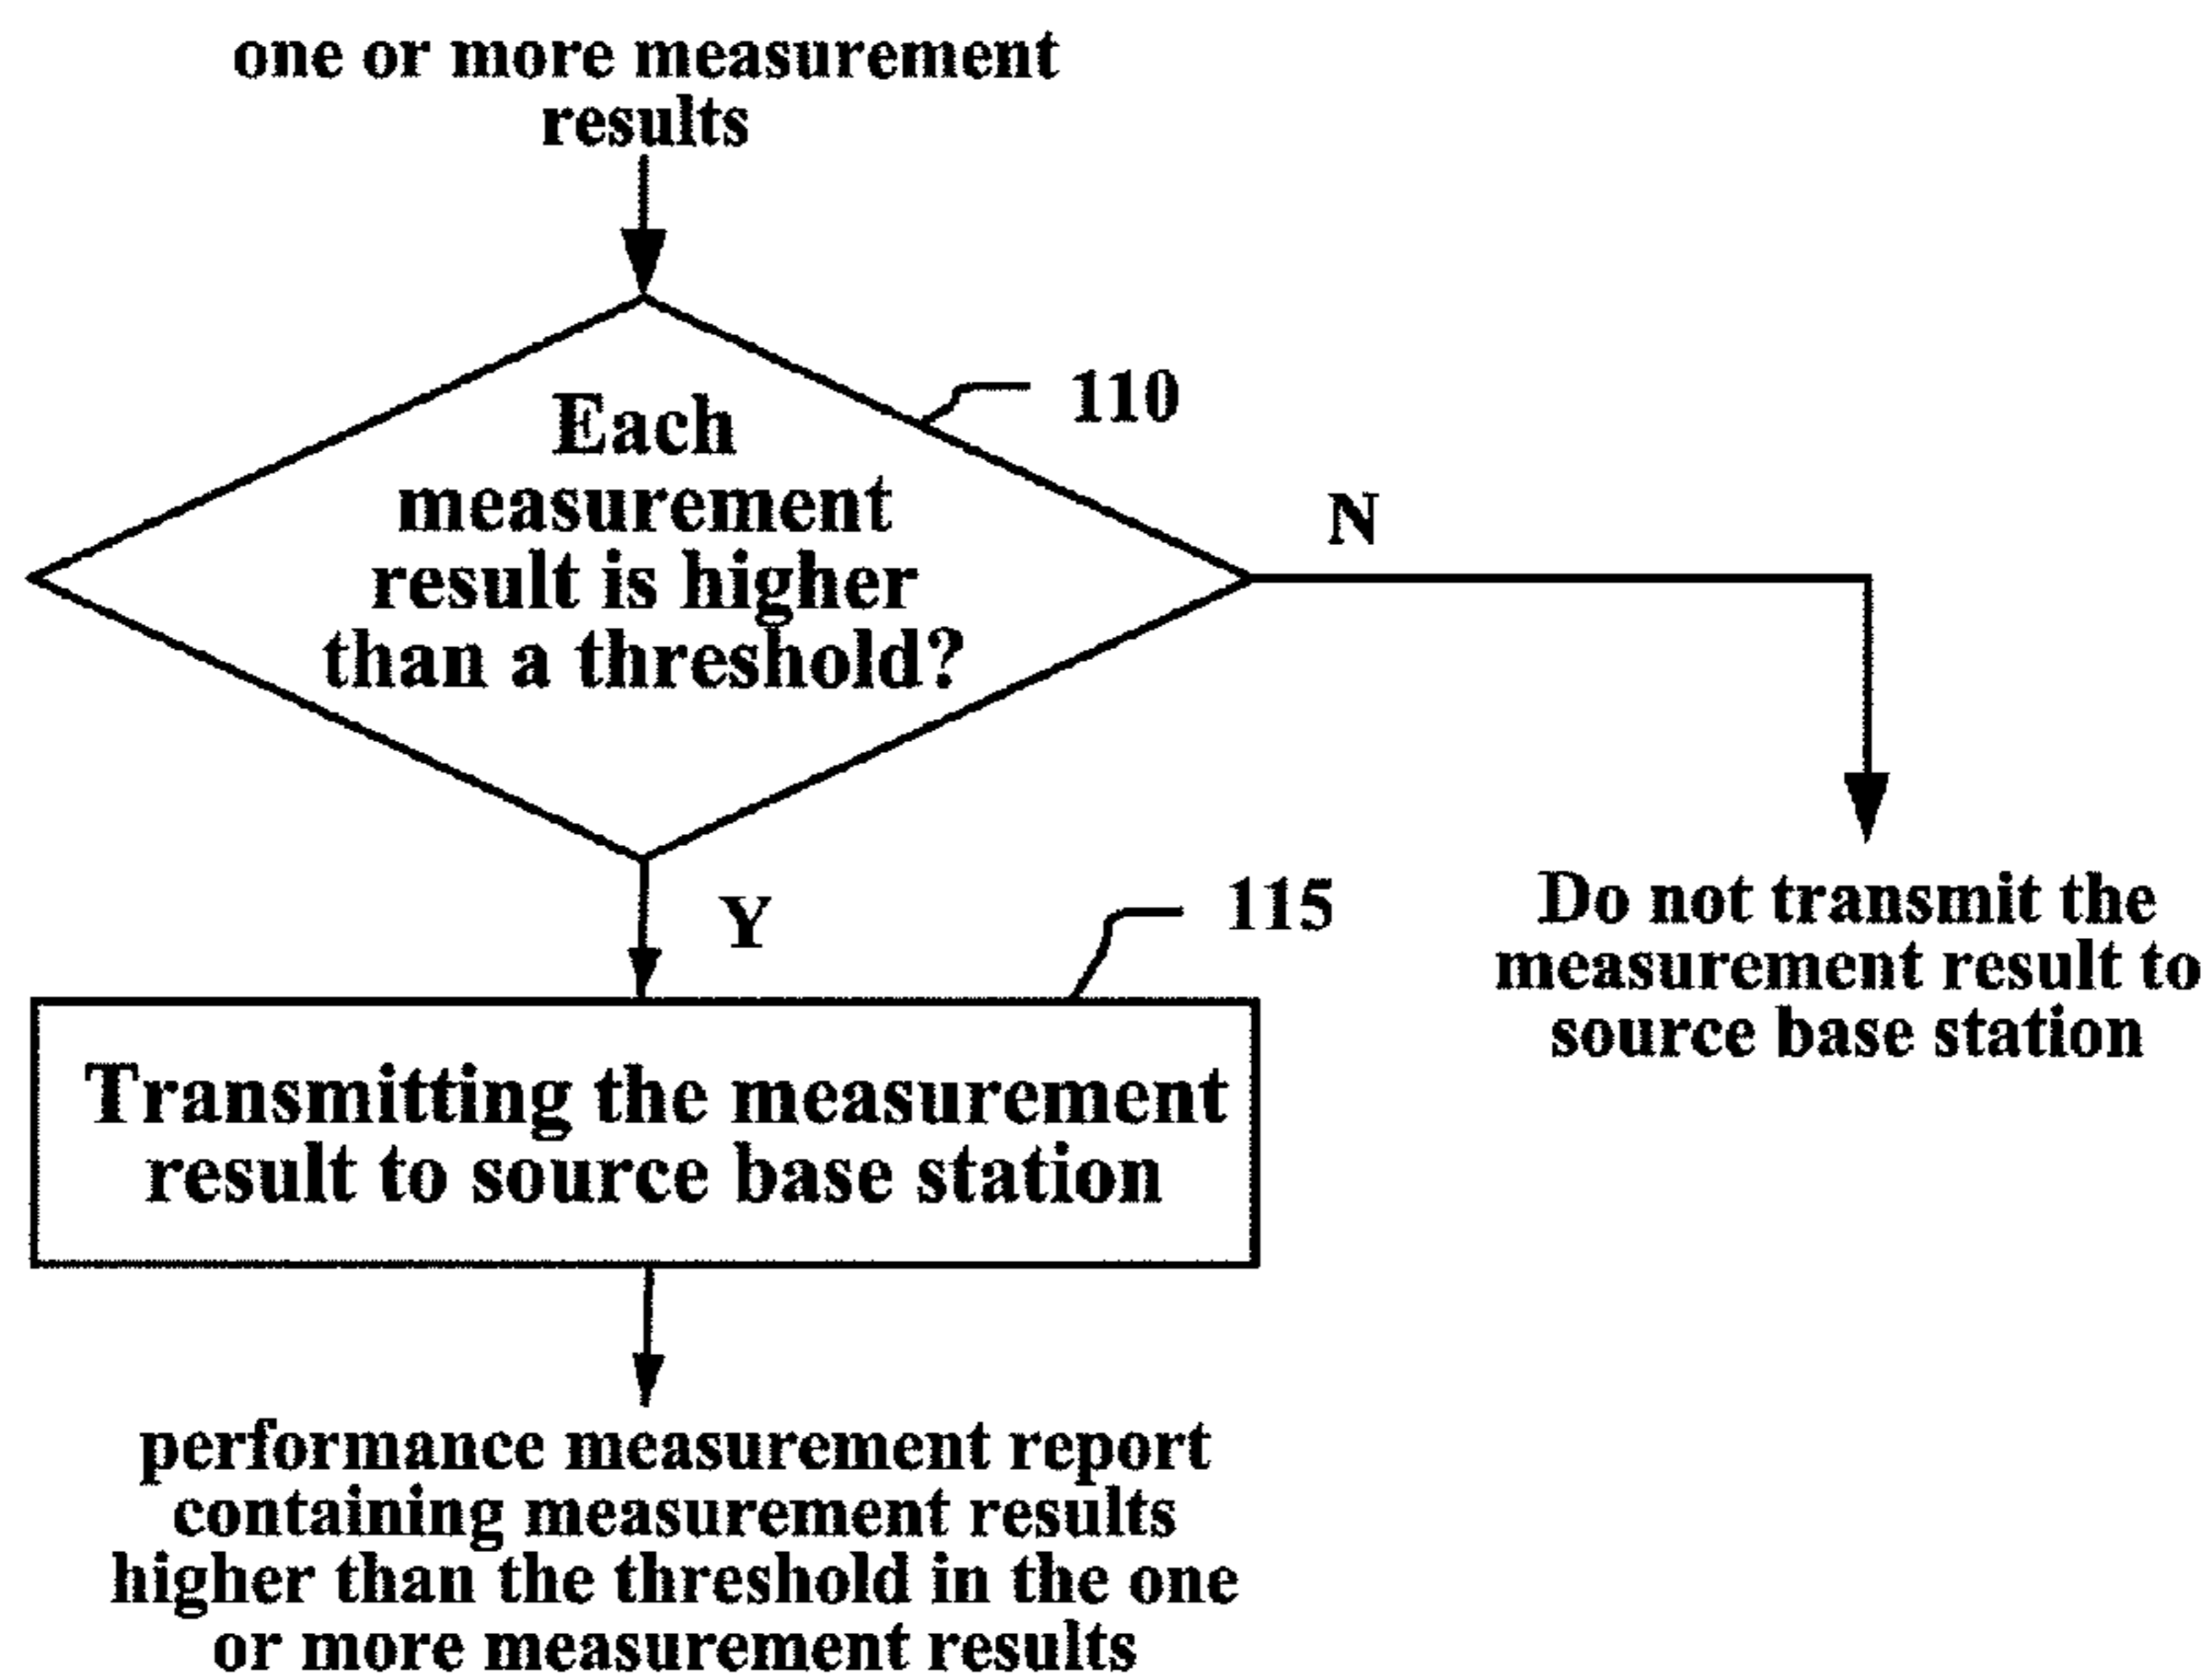 one or more measurement
results
Each
measurement
result is higher
than a threshold?
110
N
Y
115
Do not transmit the
measurement result to
source base station
Transmitting the measurement
result to source base station
performance measurement report
containing measurement results
higher than the threshold in the one
or more measurement results